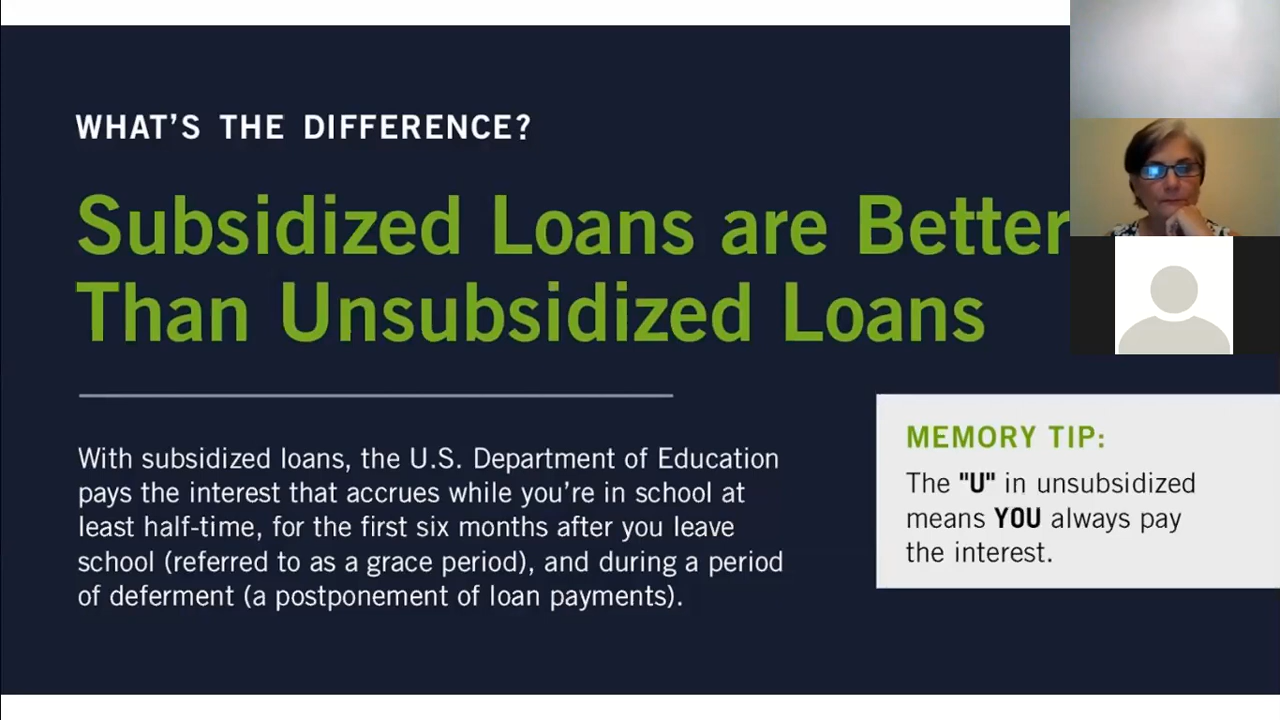 WHAT'S THE DIFFERENCE?
Subsidized Loans are Better
Than Unsubsidized Loans
With subsidized loans, the U.S. Department of Education
pays the interest that accrues while you're in school at
least half-time, for the first six months after you leave
school (referred to as a grace period), and during a period
of deferment (a postponement of loan payments).
MEMORY TIP:
The "U" in unsubsidized
means YOU always pay
the interest.